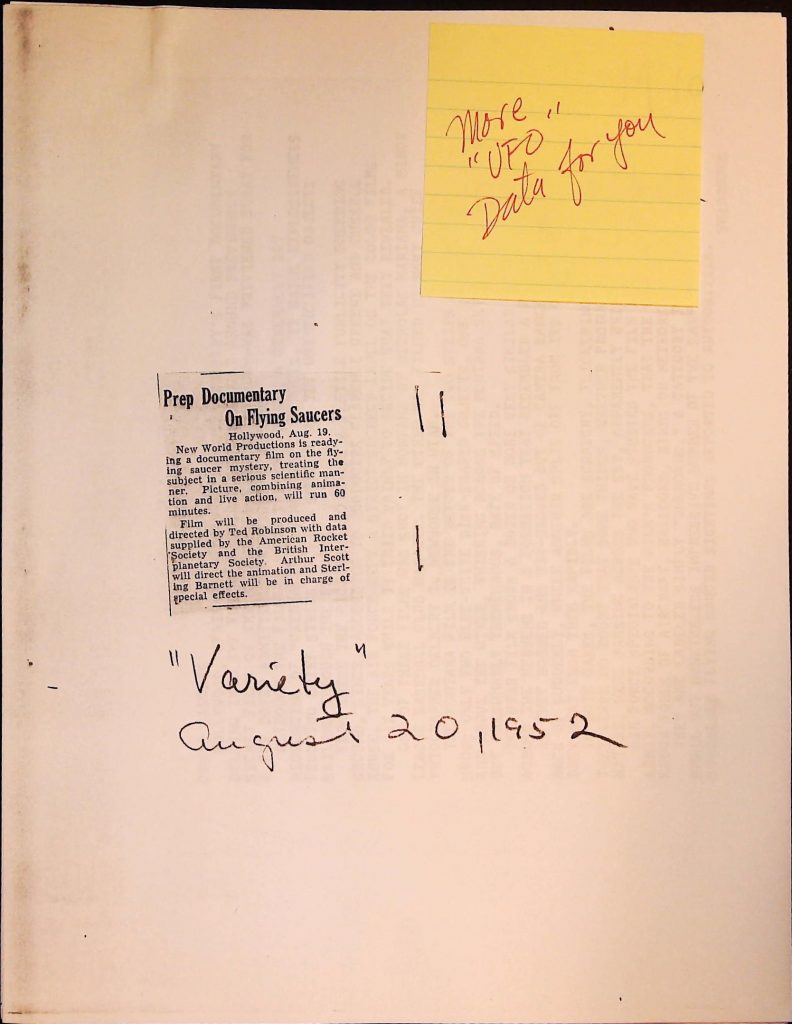 More
"UFO"
Data for you
Prep Documentary
On Flying Saucers
Hollywood, Aug. 19.
New World Productions is ready-
ing a documentary film on the fly-
ing saucer mystery, treating the
subject in a serious scientific man-
ner. Picture, combining anima-
tion and live action, will run 60
minutes.
Film will be produced and
directed by Ted Robinson with data
supplied by the American Rocket
Society and the British Inter-
planetary Society. Arthur Scott
will direct the animation and Sterl-
ing Barnett will be in charge of
special effects.
"Variety"
August 20, 1952